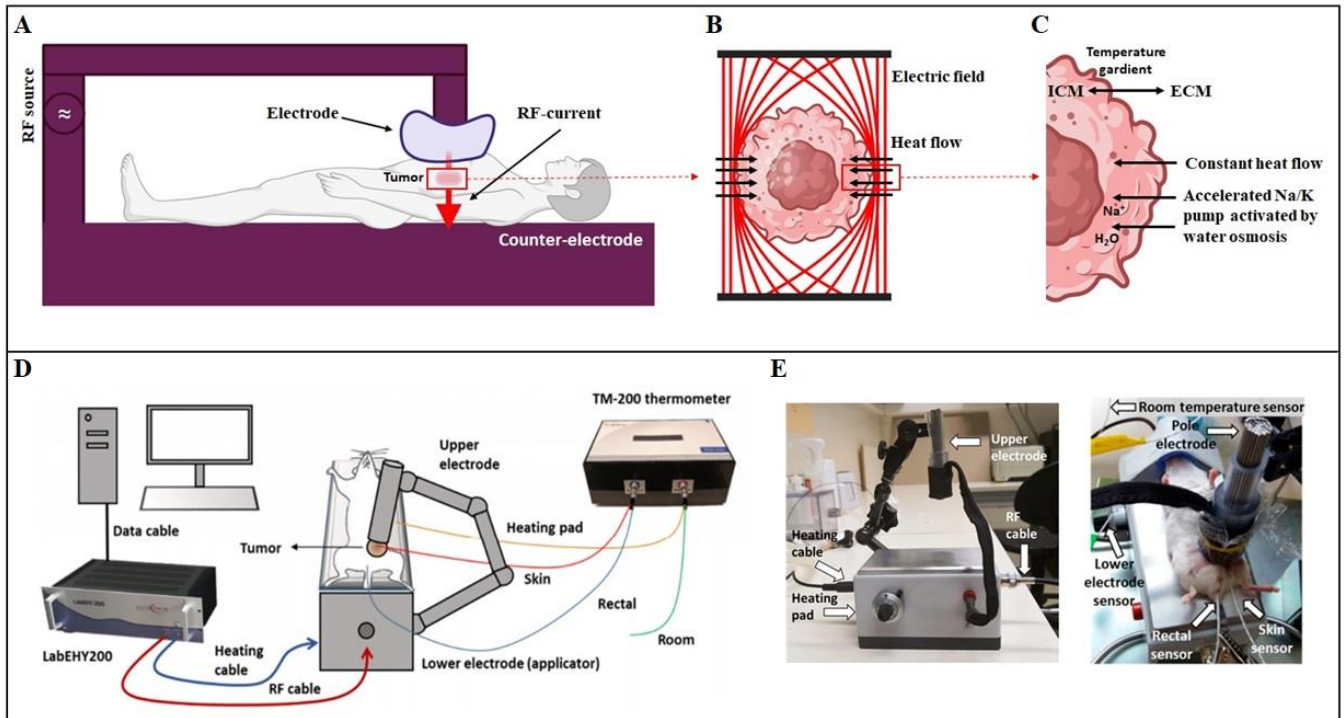 A
RF source
≈
Electrode
RF-current
Tumor
Counter-electrode
B
Electric field
Heat flow
C
Temperature
gardient
ICM
ECM
Constant heat flow
Accelerated Na/K
pump activated by
water osmosis
Na⁺
H₂O
D
Data cable
LabEHY200
LabEHY-200
Heating
cable
RF cable
Tumor
Upper
electrode
TM-200 thermometer
Heating pad
Skin
Rectal
Room
Lower electrode (applicator)
E
Upper
electrode
RF
cable
Heating
cable
Heating
pad
Room temperature sensor
Pole
electrode
Lower
electrode
sensor
Rectal
sensor
Skin
sensor